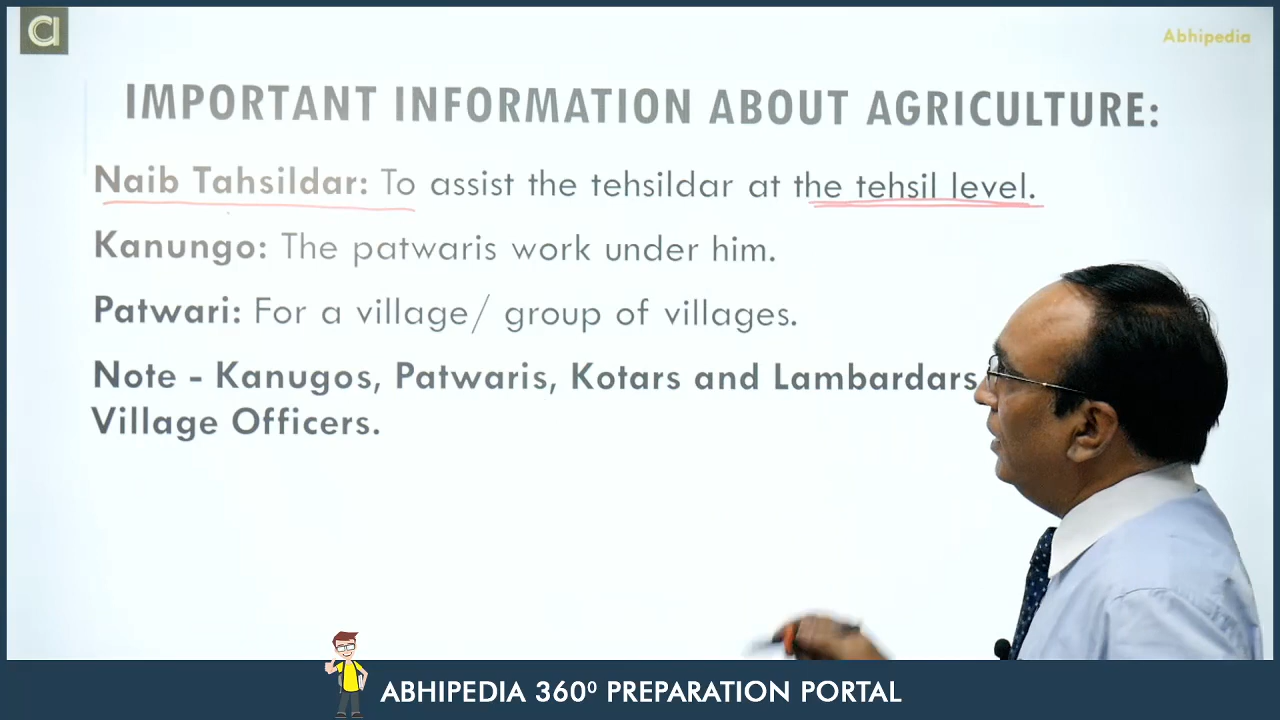 Abhipedia
IMPORTANT INFORMATION ABOUT AGRICULTURE:
Naib Tahsildar: To assist the tehsildar at the tehsil level.
Kanungo: The patwaris work under him.
Patwari: For a village/ group of villages.
Note - Kanugos, Patwaris, Kotars and Lambardars
Village Officers.
ABHIPEDIA 360⁰ PREPARATION PORTAL